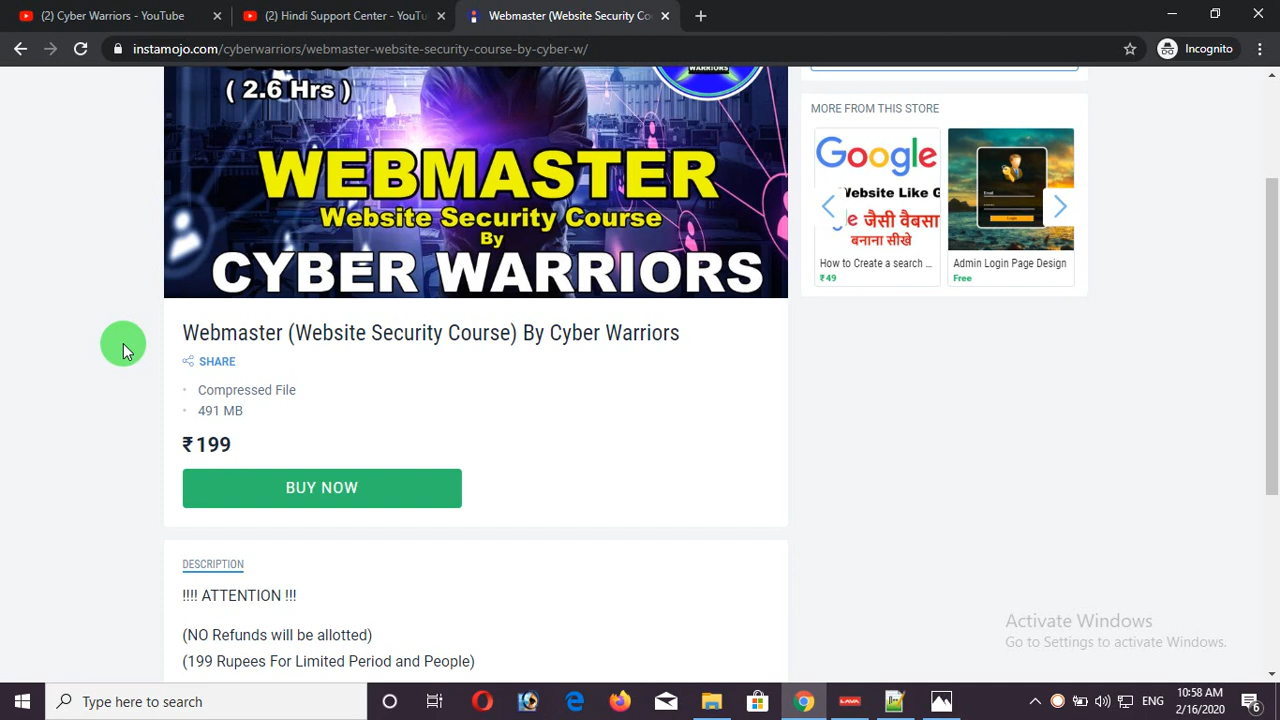 (2) Cyber Warriors - YouTube
(2) Hindi Support Center - YouTu
Webmaster (Website Security Co
instamojo.com/cyberwarriors/webmaster-website-security-course-by-cyber-w/
Incognito
( 2.6 Hrs )
WARRIORS
WEBMASTER
Website Security Course
By
CYBER WARRIORS
Webmaster (Website Security Course) By Cyber Warriors
SHARE
Compressed File
491 MB
₹199
BUY NOW
DESCRIPTION
!!!! ATTENTION !!!
(NO Refunds will be allotted)
(199 Rupees For Limited Period and People)
MORE FROM THIS STORE
Google
Website Like G
जैसी वैबसा
बनाना सीखे
How to Create a search ...
₹49
Email
Login
Admin Login Page Design
Free
Activate Windows
Go to Settings to activate Windows.
Type here to search
LAVA
ENG
10:58 AM
2/16/2020
6